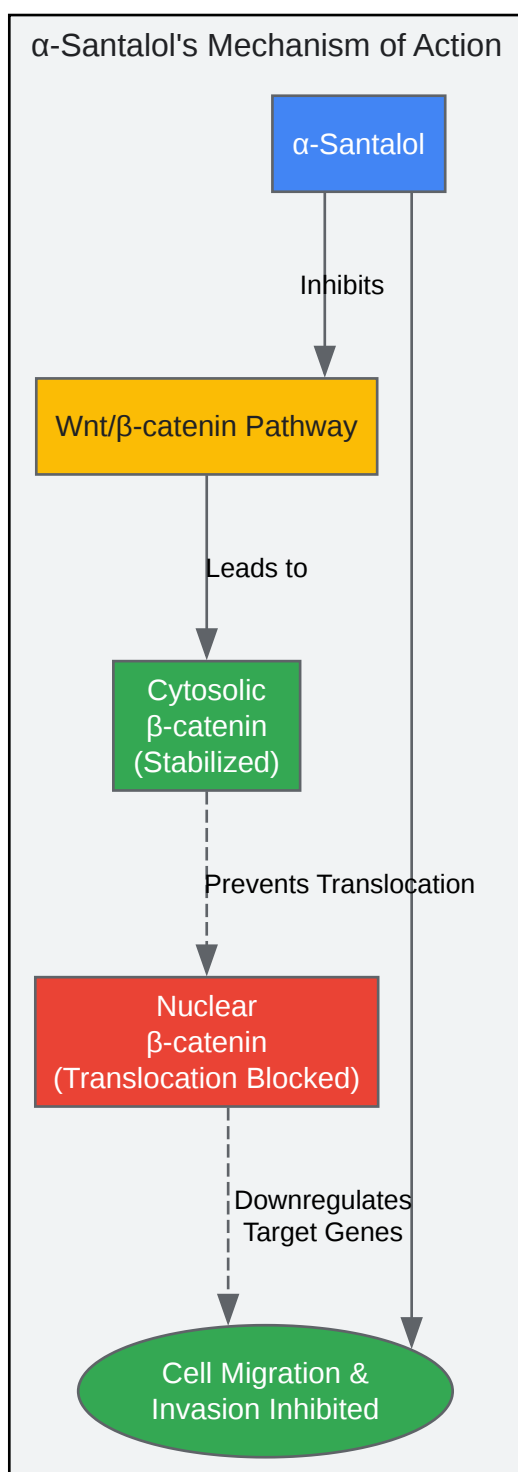 α-Santalol's Mechanism of Action
α-Santalol
Inhibits
Wnt/β-catenin Pathway
Leads to
Cytosolic
β-catenin
(Stabilized)
Prevents Translocation
Nuclear
β-catenin
(Translocation Blocked)
Downregulates
Target Genes
Cell Migration &
Invasion Inhibited